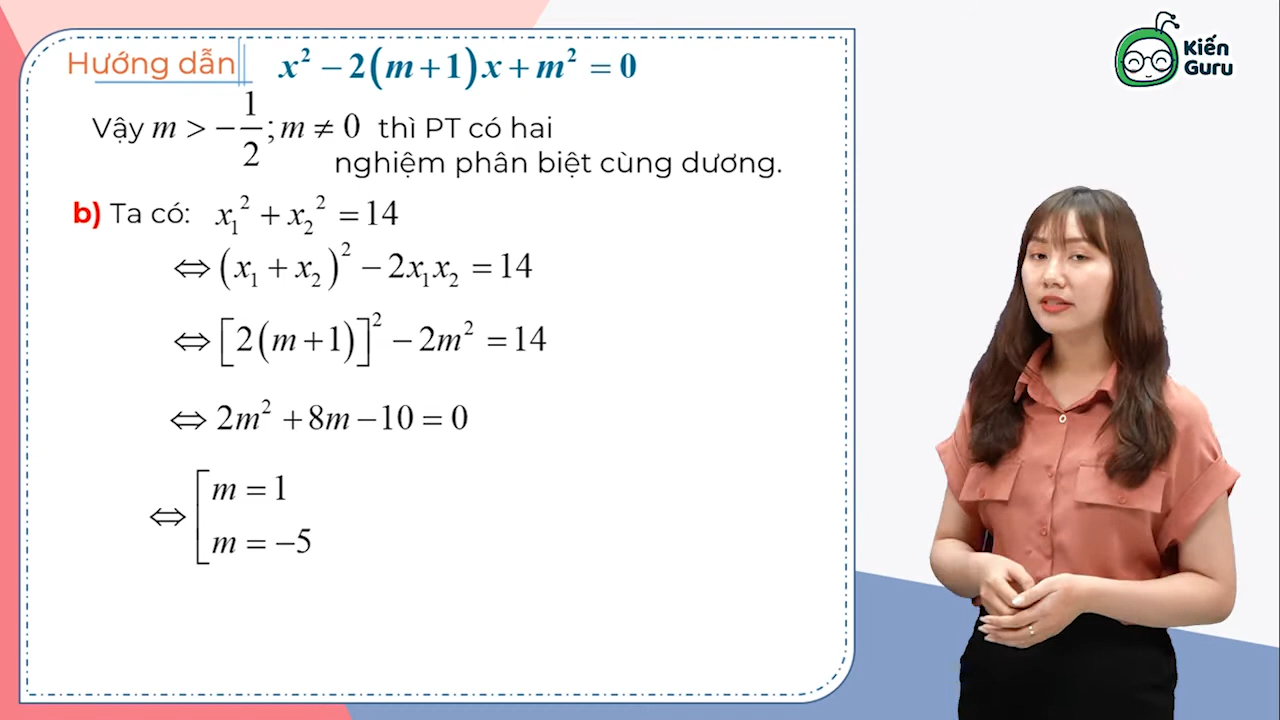 Hướng dẫn x² − 2(m+1)x + m² = 0
Kiến
Guru
Vậy m > −1/2; m ≠ 0 thì PT có hai
nghiệm phân biệt cùng dương.
b) Ta có: x₁² + x₂² = 14
⇔ (x₁ + x₂)² − 2x₁x₂ = 14
⇔ [2(m+1)]² − 2m² = 14
⇔ 2m² + 8m − 10 = 0
⇔ [ m = 1
m = −5